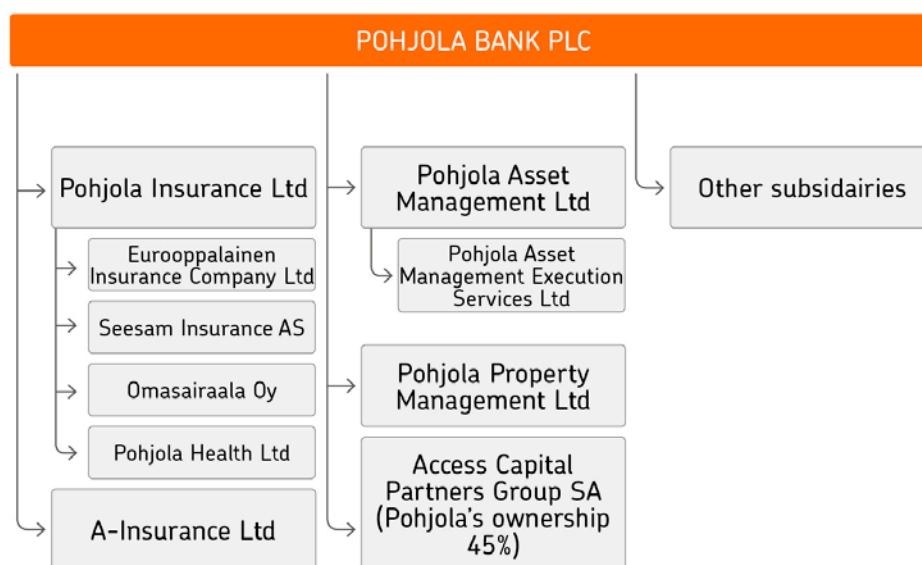 POHJOLA BANK PLC
Pohjola Insurance Ltd
Eurooppalainen
Insurance Company Ltd
Seesam Insurance AS
Omasairaala Oy
Pohjola Health Ltd
A-Insurance Ltd
Pohjola Asset
Management Ltd
Pohjola Asset
Management Execution
Services Ltd
Pohjola Property
Management Ltd
Access Capital
Partners Group SA
(Pohjola's ownership
45%)
Other subsidairies